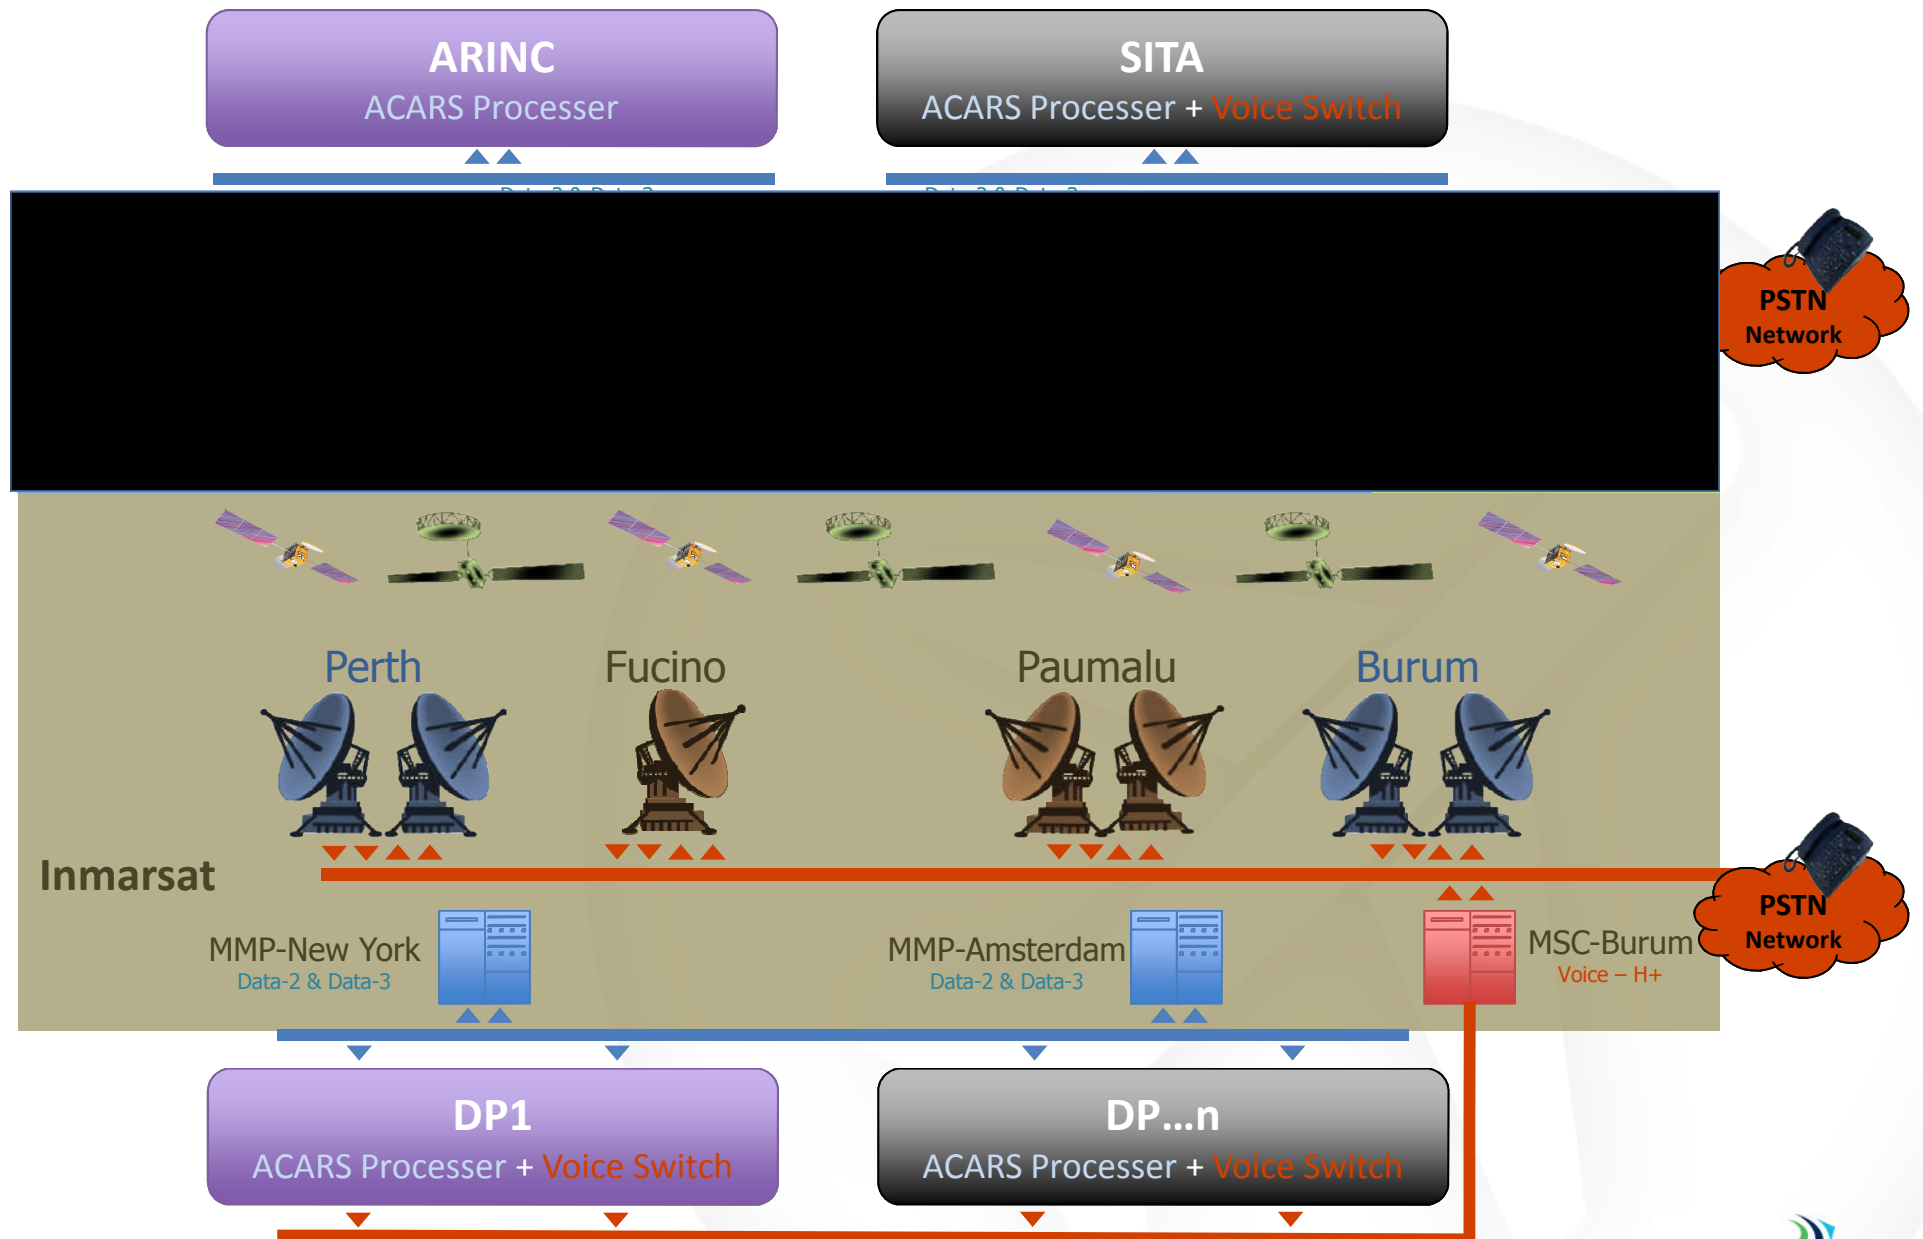 ARINC
ACARS Processer
SITA
ACARS Processer + Voice Switch
PSTN
Network
Perth
Fucino
Paumalu
Burum
Inmarsat
MMP-New York
Data-2 & Data-3
MMP-Amsterdam
Data-2 & Data-3
MSC-Burum
Voice – H+
PSTN
Network
DP1
ACARS Processer + Voice Switch
DP...n
ACARS Processer + Voice Switch